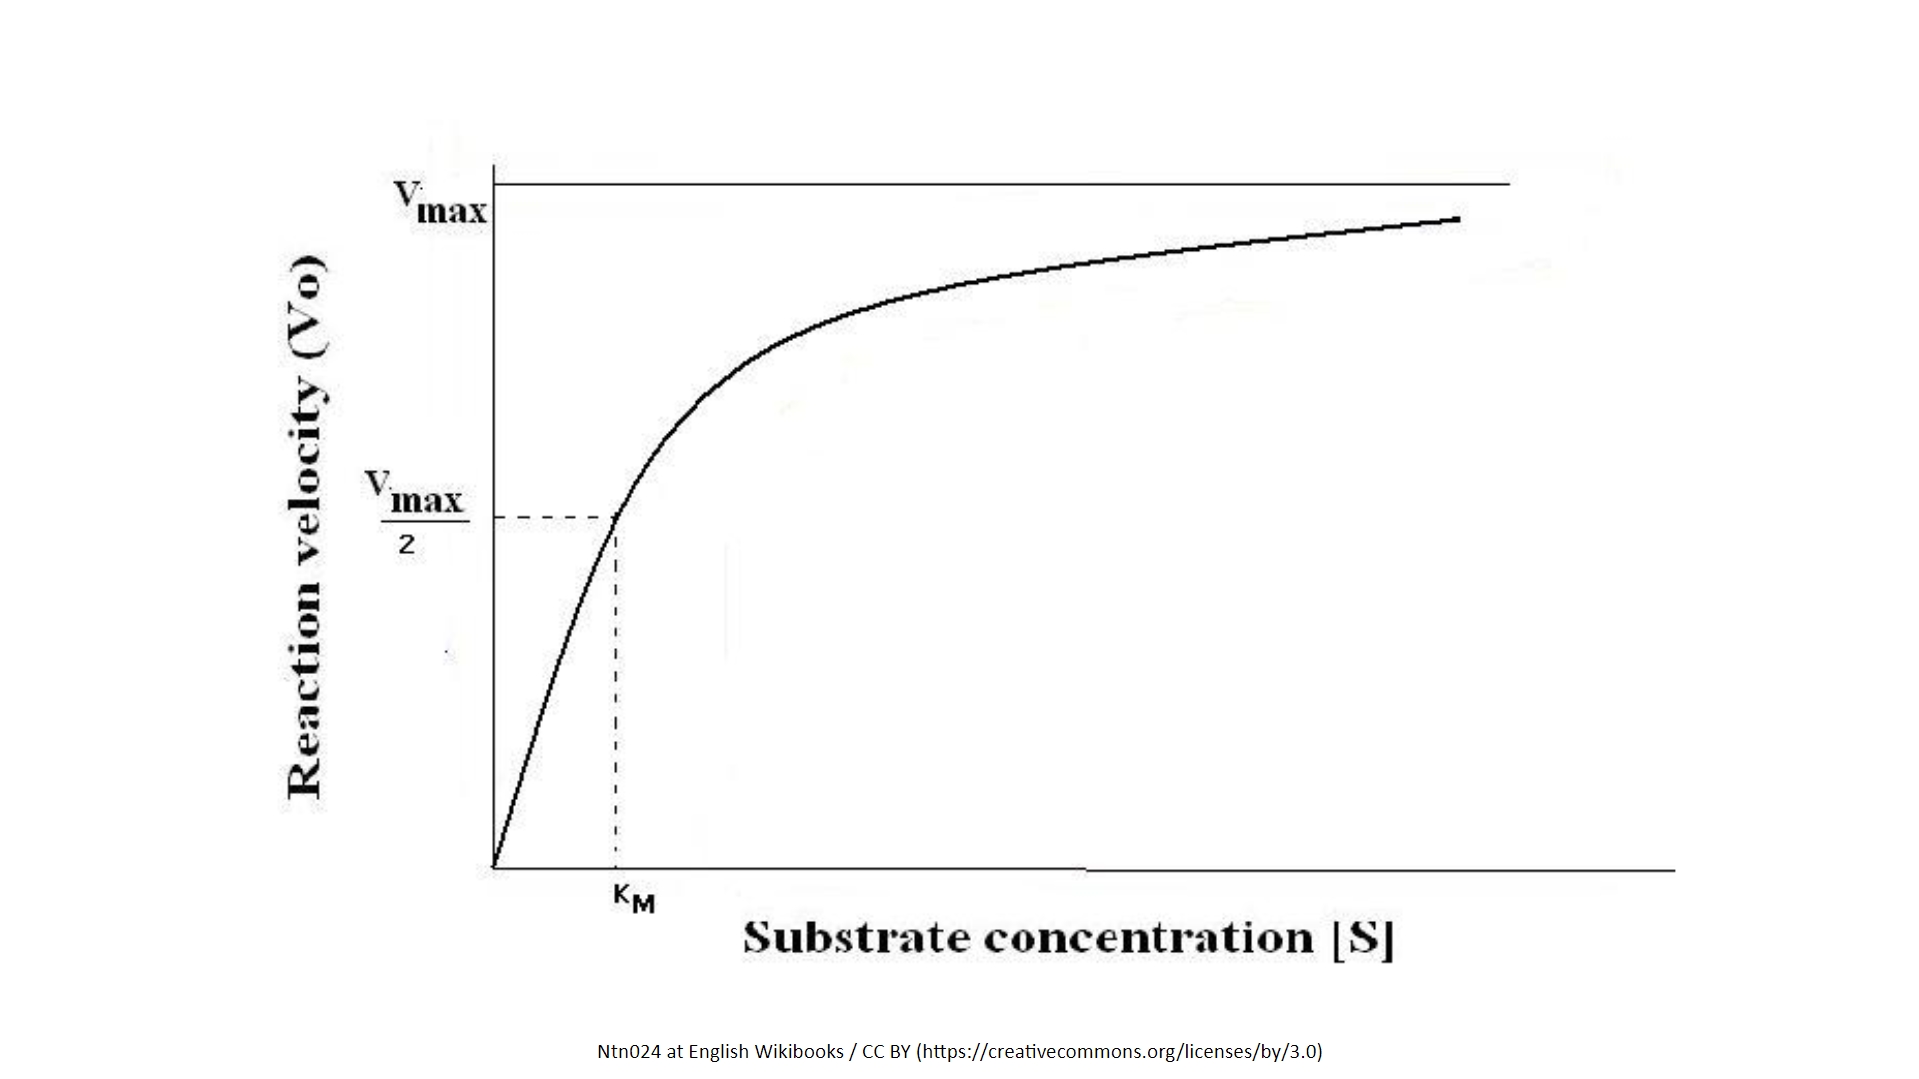 Vmax
Reaction velocity (Vo)
Vmax
2
KM
Substrate concentration [S]
Ntn024 at English Wikibooks / CC BY (https://creativecommons.org/licenses/by/3.0)